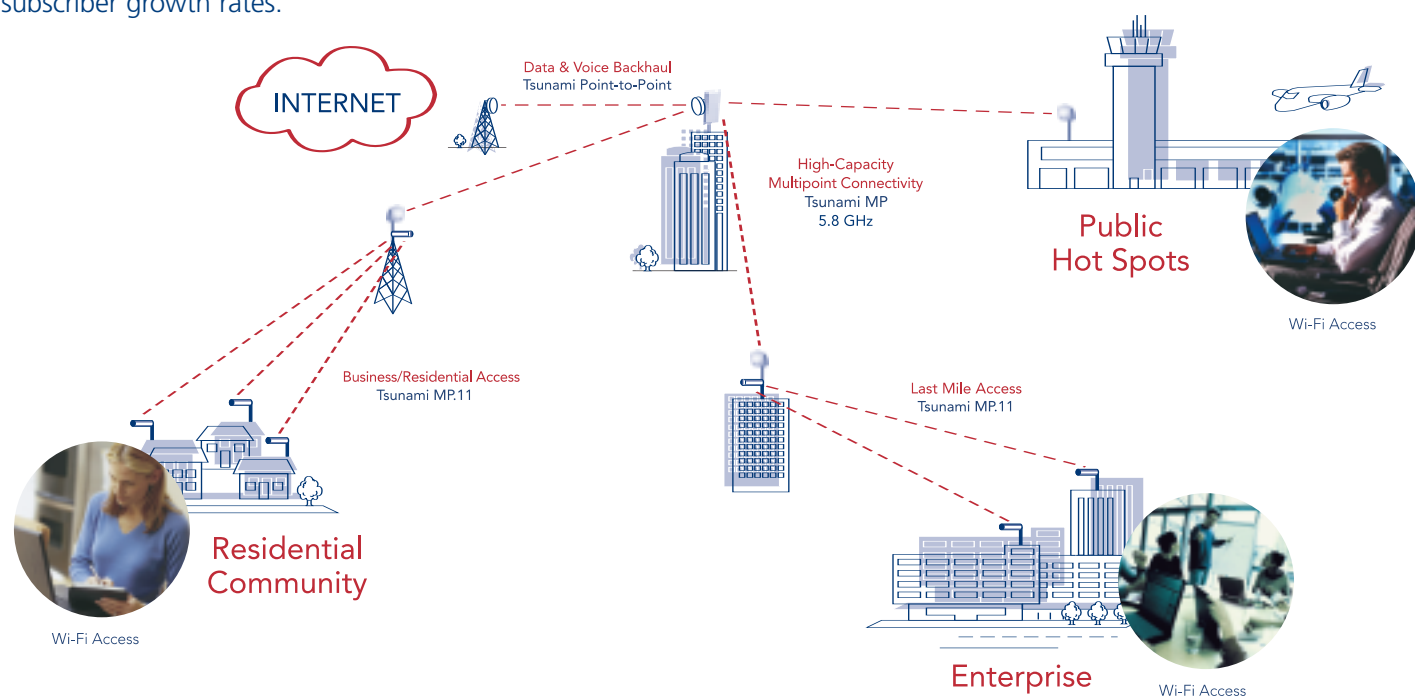 subscriber growth rates.
INTERNET
Data & Voice Backhaul
Tsunami Point-to-Point
High-Capacity
Multipoint Connectivity
Tsunami MP
5.8 GHz
Public
Hot Spots
Wi-Fi Access
Business/Residential Access
Tsunami MP.11
Last Mile Access
Tsunami MP.11
Residential
Community
Wi-Fi Access
Enterprise
Wi-Fi Access